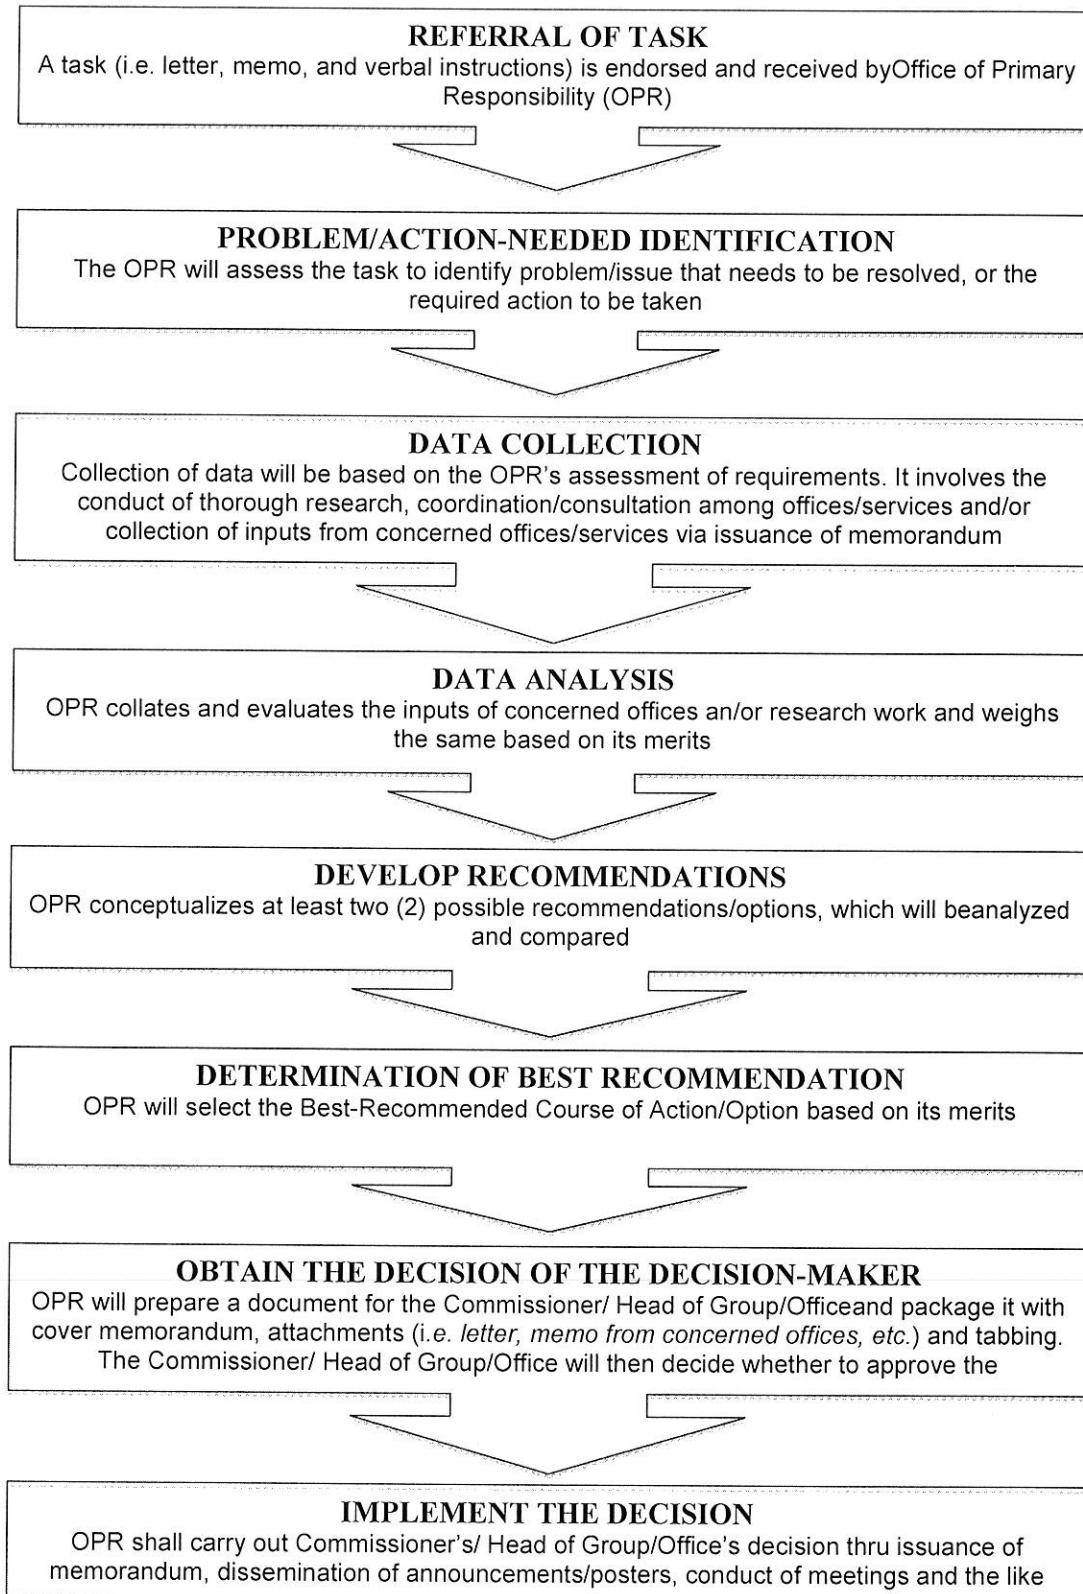 REFERRAL OF TASK
A task (i.e. letter, memo, and verbal instructions) is endorsed and received byOffice of Primary
Responsibility (OPR)
PROBLEM/ACTION-NEEDED IDENTIFICATION
The OPR will assess the task to identify problem/issue that needs to be resolved, or the
required action to be taken
DATA COLLECTION
Collection of data will be based on the OPR's assessment of requirements. It involves the
conduct of thorough research, coordination/consultation among offices/services and/or
collection of inputs from concerned offices/services via issuance of memorandum
DATA ANALYSIS
OPR collates and evaluates the inputs of concerned offices an/or research work and weighs
the same based on its merits
DEVELOP RECOMMENDATIONS
OPR conceptualizes at least two (2) possible recommendations/options, which will beanalyzed
and compared
DETERMINATION OF BEST RECOMMENDATION
OPR will select the Best-Recommended Course of Action/Option based on its merits
OBTAIN THE DECISION OF THE DECISION-MAKER
OPR will prepare a document for the Commissioner/ Head of Group/Officeand package it with
cover memorandum, attachments (i.e. letter, memo from concerned offices, etc.) and tabbing.
The Commissioner/ Head of Group/Office will then decide whether to approve the
IMPLEMENT THE DECISION
OPR shall carry out Commissioner's/ Head of Group/Office's decision thru issuance of
memorandum, dissemination of announcements/posters, conduct of meetings and the like